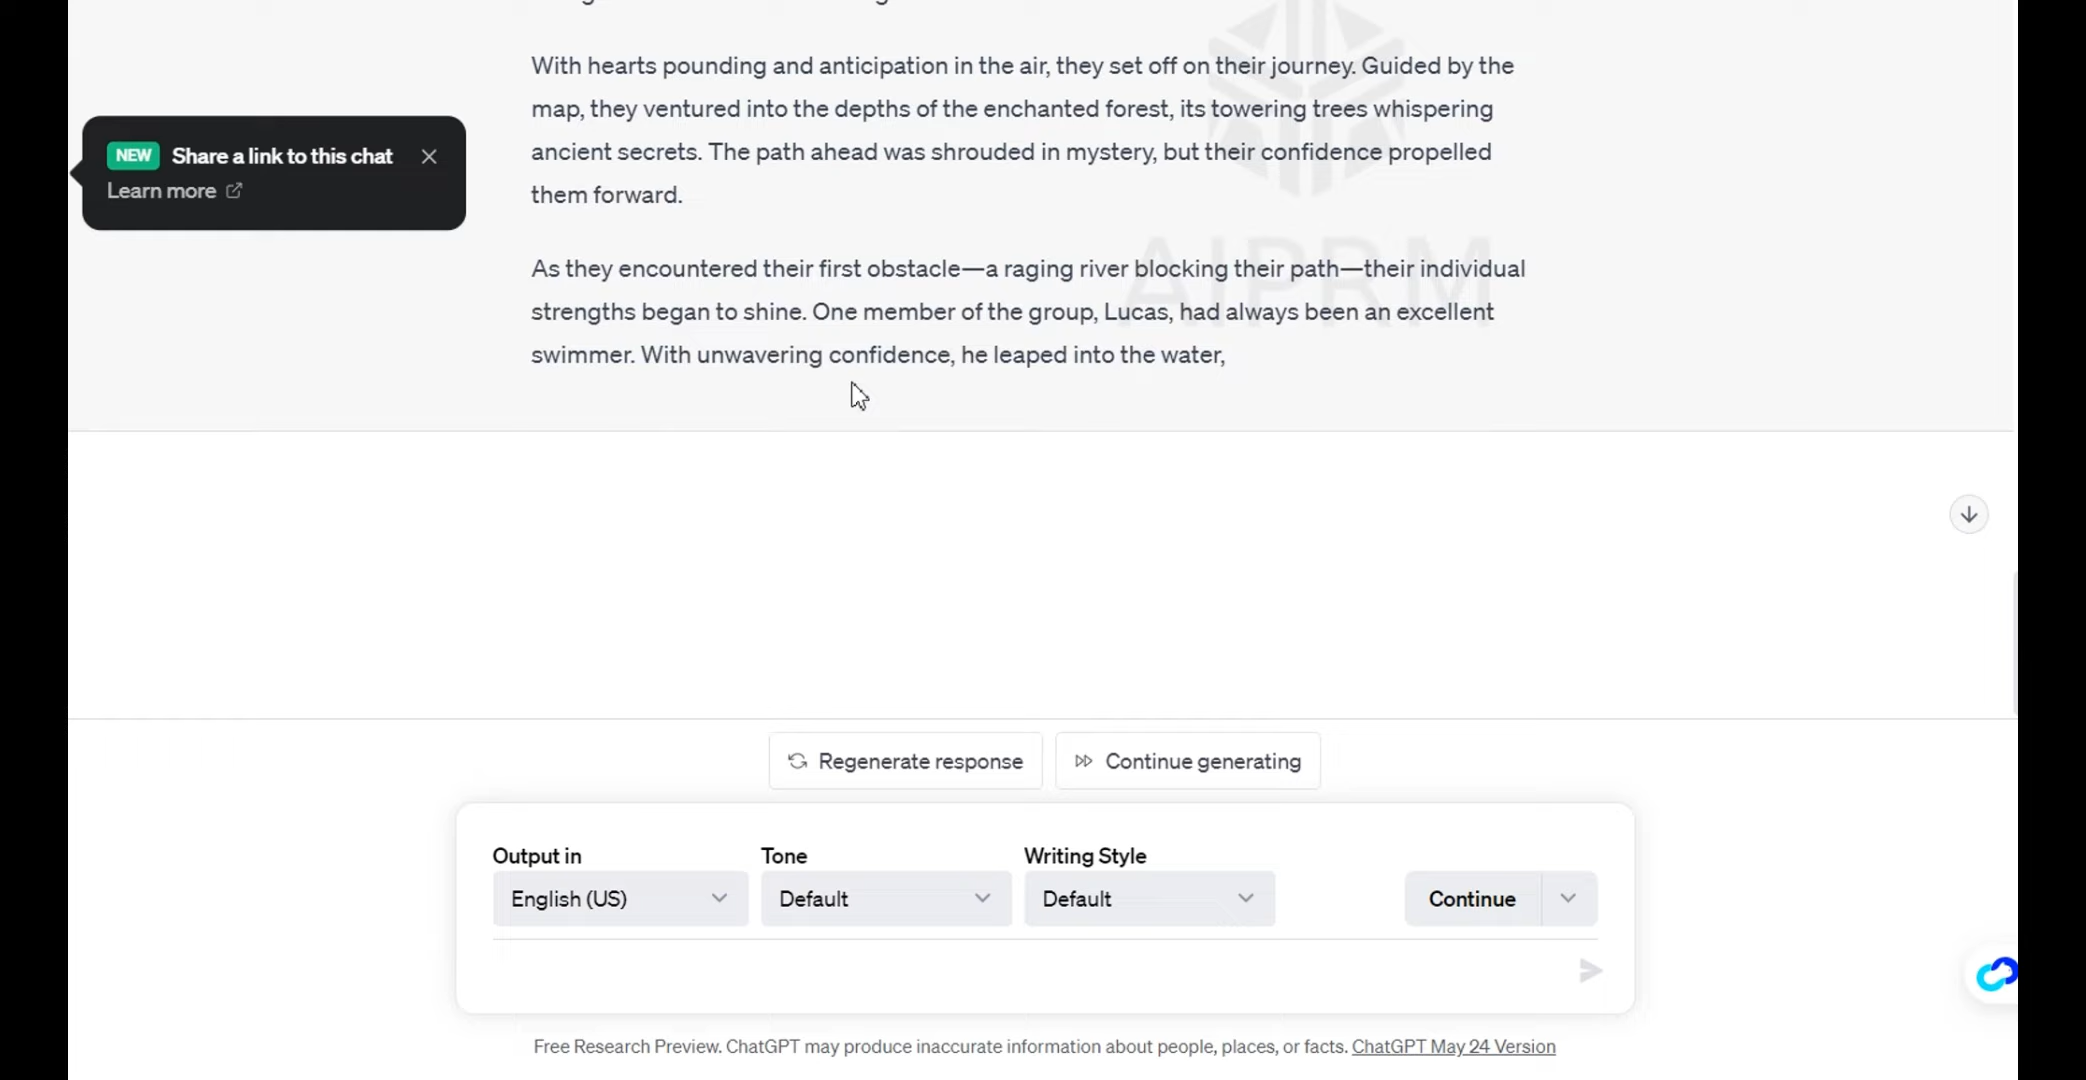 With hearts pounding and anticipation in the air, they set off on their journey. Guided by the
map, they ventured into the depths of the enchanted forest, its towering trees whispering
ancient secrets. The path ahead was shrouded in mystery, but their confidence propelled
them forward.
NEW Share a link to this chat
Learn more
As they encountered their first obstacle—a raging river blocking their path—their individual
strengths began to shine. One member of the group, Lucas, had always been an excellent
swimmer. With unwavering confidence, he leaped into the water,
AIPRM
Regenerate response
Continue generating
Output in
Tone
Writing Style
English (US)
Default
Default
Continue
Free Research Preview. ChatGPT may produce inaccurate information about people, places, or facts. ChatGPT May 24 Version